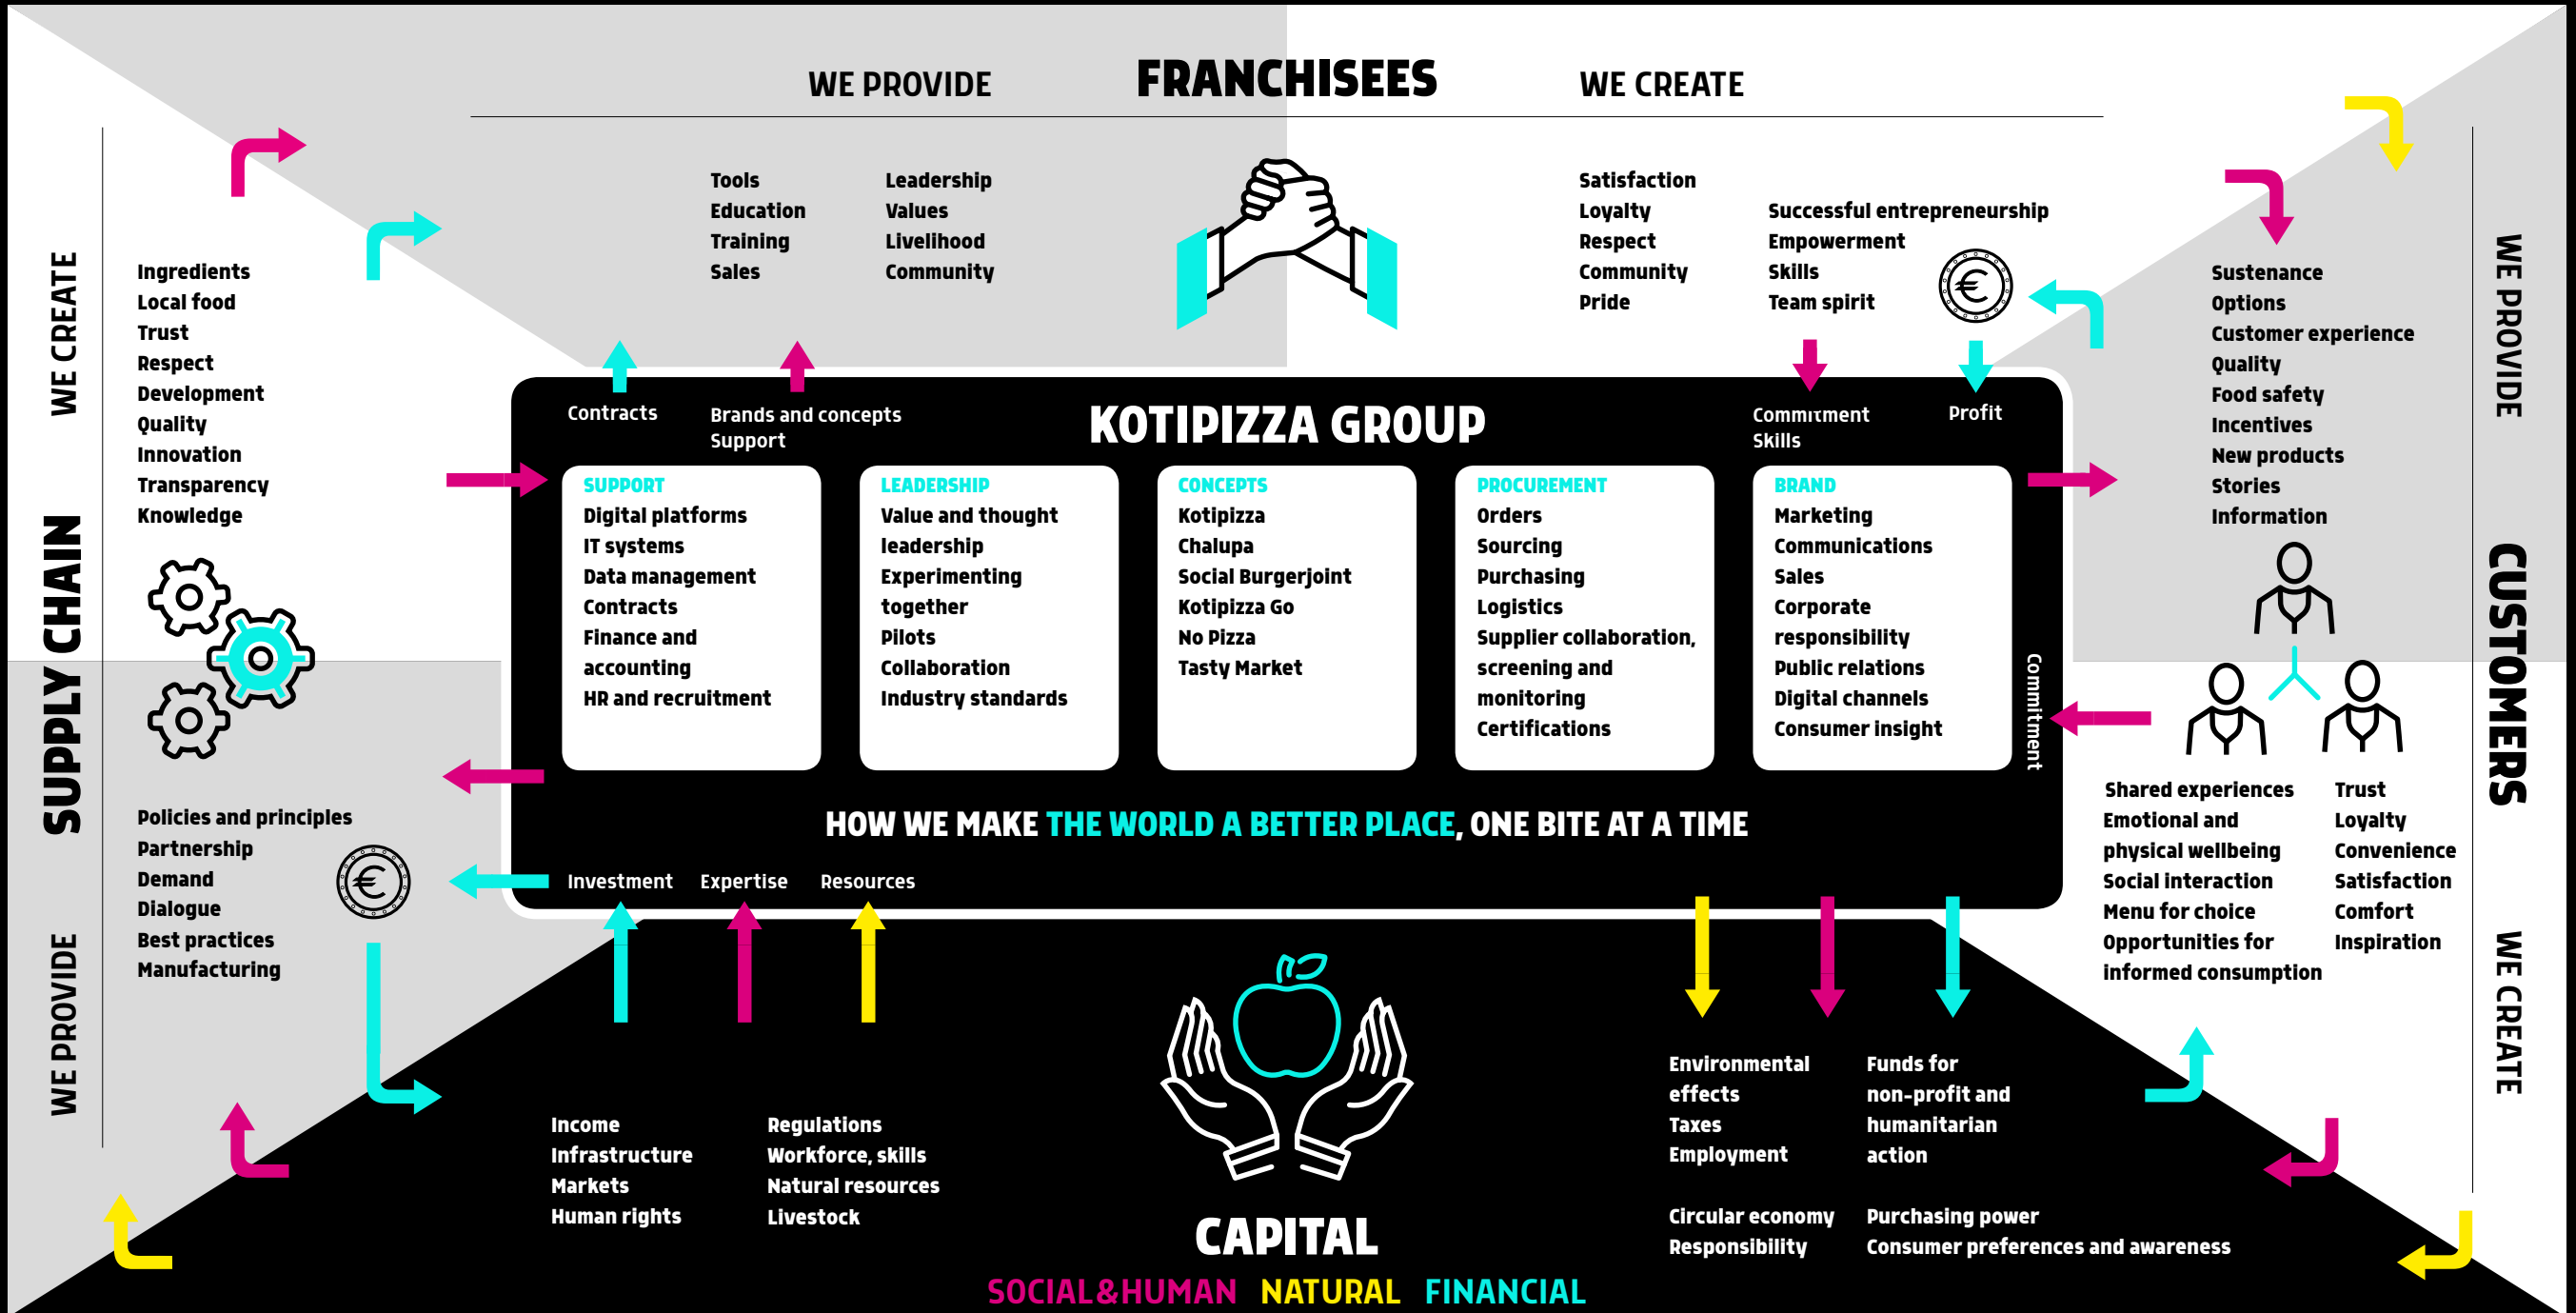 WE PROVIDE
FRANCHISEES
WE CREATE
Tools
Education
Training
Sales
Leadership
Values
Livelihood
Community
Satisfaction
Loyalty
Respect
Community
Pride
Successful entrepreneurship
Empowerment
Skills
Team spirit
€
SUPPLY CHAIN
WE CREATE
Ingredients
Local food
Trust
Respect
Development
Quality
Innovation
Transparency
Knowledge
WE PROVIDE
Policies and principles
Partnership
Demand
Dialogue
Best practices
Manufacturing
€
KOTIPIZZA GROUP
Contracts
Brands and concepts
Support
Commitment
Skills
Profit
SUPPORT
Digital platforms
IT systems
Data management
Contracts
Finance and
accounting
HR and recruitment
LEADERSHIP
Value and thought
leadership
Experimenting
together
Pilots
Collaboration
Industry standards
CONCEPTS
Kotipizza
Chalupa
Social Burgerjoint
Kotipizza Go
No Pizza
Tasty Market
PROCUREMENT
Orders
Sourcing
Purchasing
Logistics
Supplier collaboration,
screening and
monitoring
Certifications
BRAND
Marketing
Communications
Sales
Corporate
responsibility
Public relations
Digital channels
Consumer insight
Commitment
HOW WE MAKE THE WORLD A BETTER PLACE, ONE BITE AT A TIME
Investment
Expertise
Resources
CUSTOMERS
WE PROVIDE
Sustenance
Options
Customer experience
Quality
Food safety
Incentives
New products
Stories
Information
WE CREATE
Shared experiences
Emotional and
physical wellbeing
Social interaction
Menu for choice
Opportunities for
informed consumption
Trust
Loyalty
Convenience
Satisfaction
Comfort
Inspiration
Income
Infrastructure
Markets
Human rights
Regulations
Workforce, skills
Natural resources
Livestock
Environmental
effects
Taxes
Employment
Circular economy
Responsibility
Funds for
non-profit and
humanitarian
action
Purchasing power
Consumer preferences and awareness
CAPITAL
SOCIAL&HUMAN NATURAL FINANCIAL